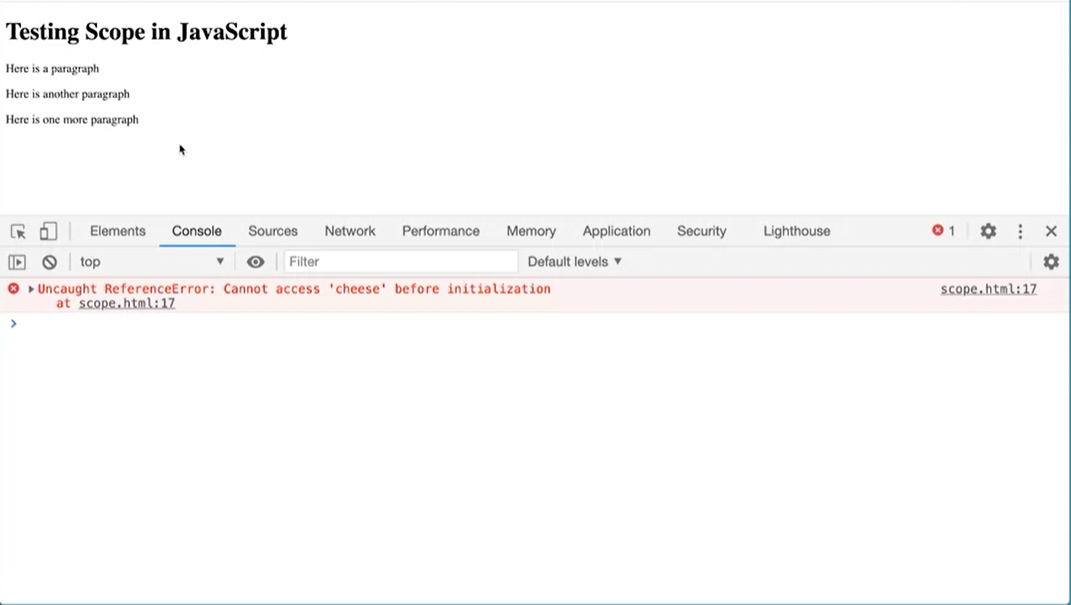 Testing Scope in JavaScript
Here is a paragraph
Here is another paragraph
Here is one more paragraph
Elements Console Sources Network Performance Memory Application Security Lighthouse 1
top Filter Default levels
Uncaught ReferenceError: Cannot access 'cheese' before initialization scope.html:17
at scope.html:17